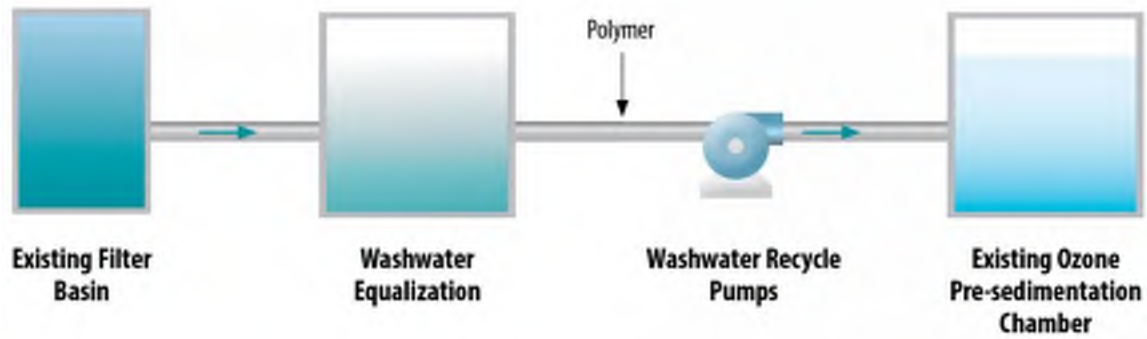 Polymer
Existing Filter
Basin
Washwater
Equalization
Washwater Recycle
Pumps
Existing Ozone
Pre-sedimentation
Chamber